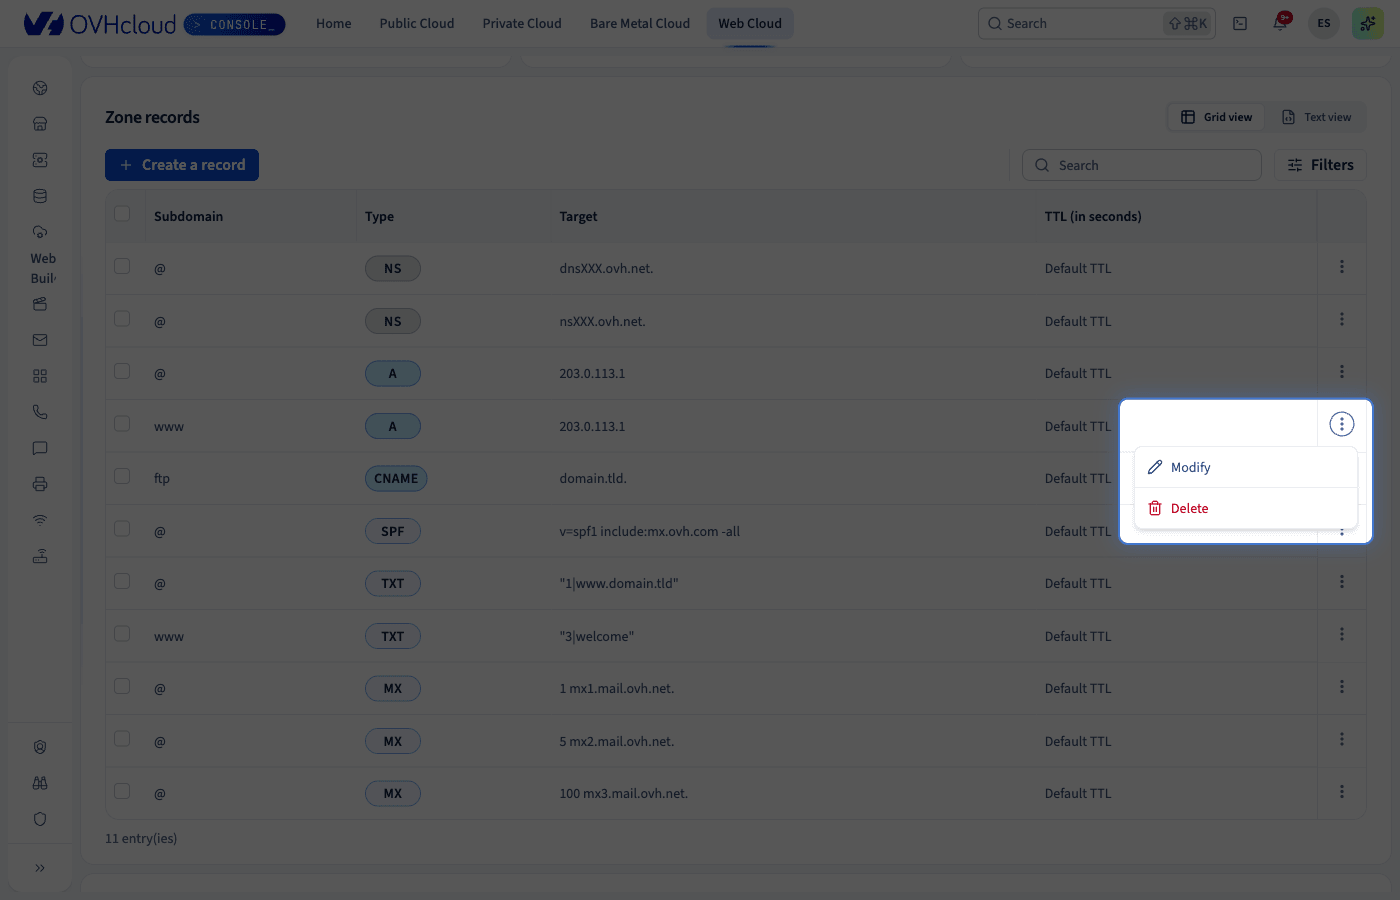 OVHcloud > CONSOLE_ Home Public Cloud Private Cloud Bare Metal Cloud Web Cloud Search ⇧⌘K 9+ ES
Web
Buil
Zone records Grid view Text view
+ Create a record Search Filters
Subdomain Type Target TTL (in seconds)
@ NS dnsXXX.ovh.net. Default TTL
@ NS nsXXX.ovh.net. Default TTL
@ A 203.0.113.1 Default TTL
www A 203.0.113.1 Default TTL
Modify
ftp CNAME domain.tld.
Delete
@ SPF v=spf1 include:mx.ovh.com -all Default TTL
@ TXT "1|www.domain.tld" Default TTL
www TXT "3|welcome" Default TTL
@ MX 1 mx1.mail.ovh.net. Default TTL
@ MX 5 mx2.mail.ovh.net. Default TTL
@ MX 100 mx3.mail.ovh.net. Default TTL
11 entry(ies)